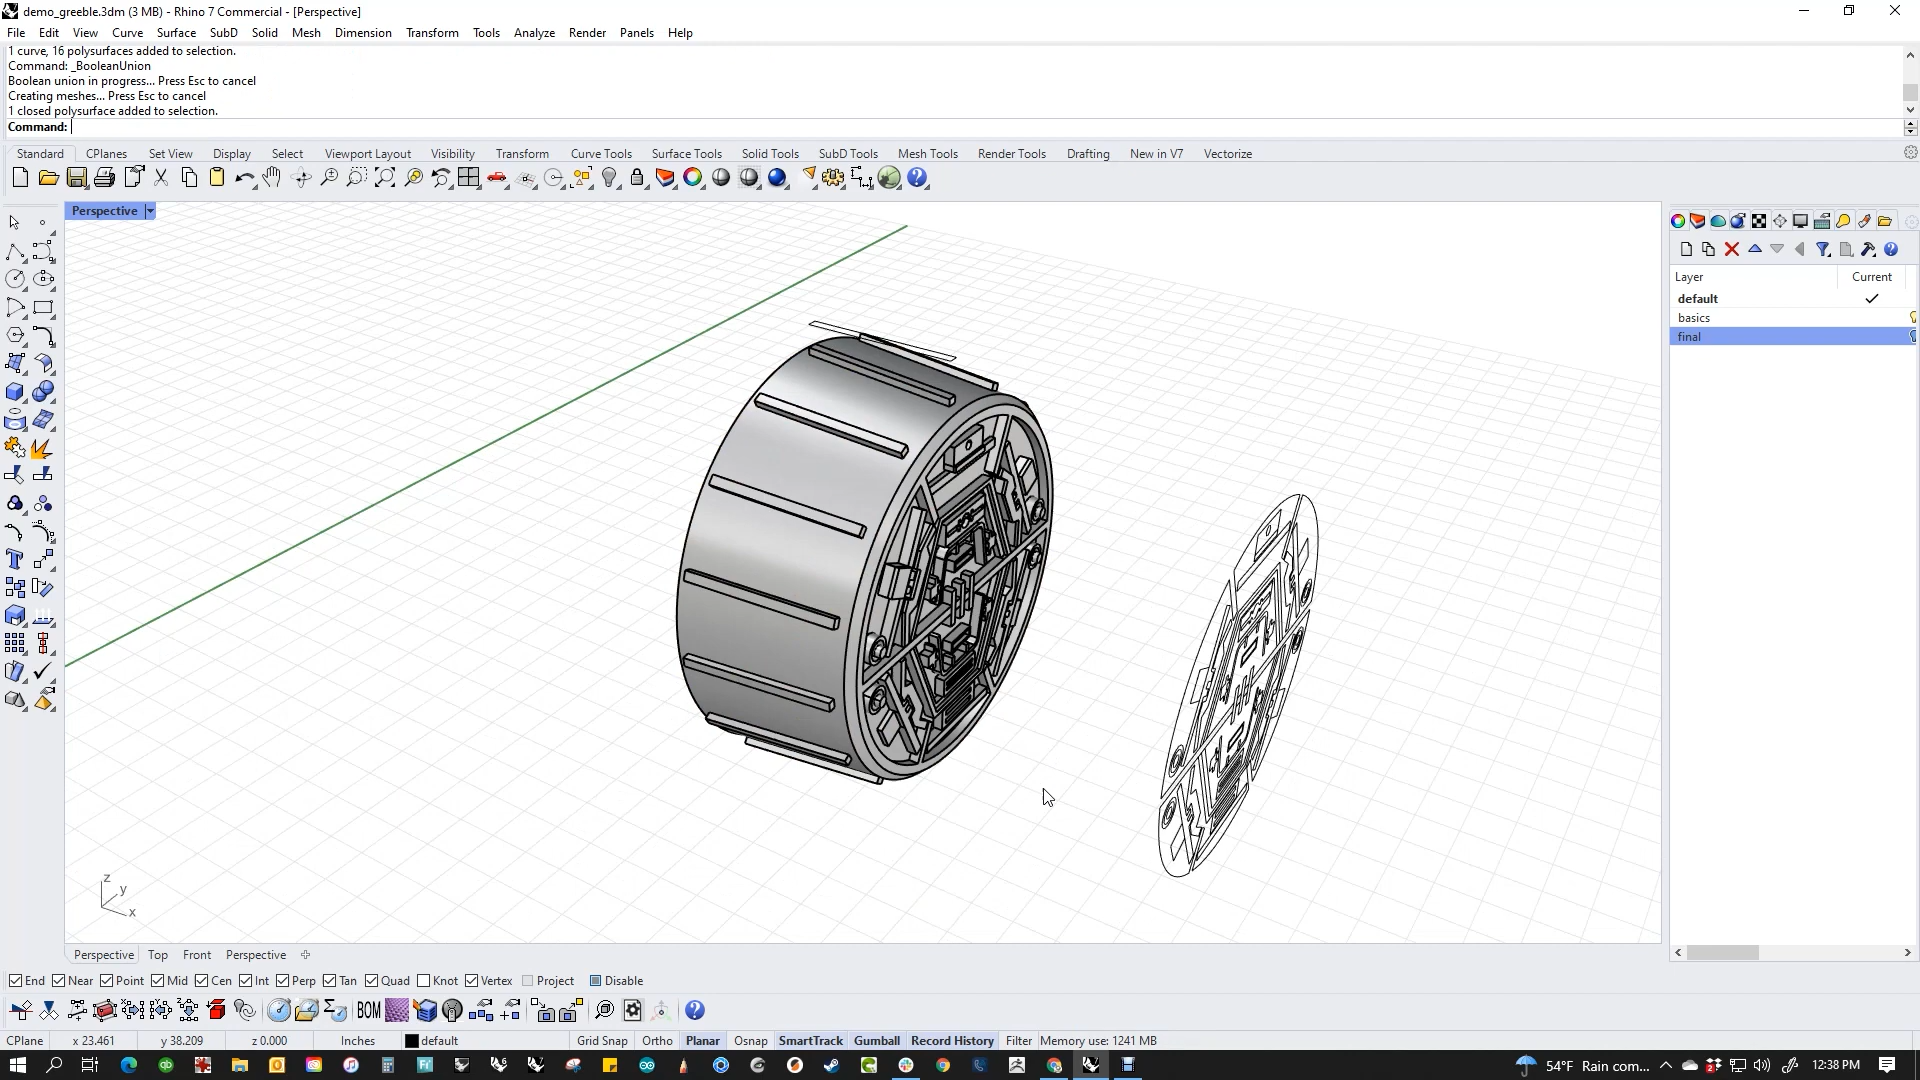 demo_greeble.3dm (3 MB) - Rhino 7 Commercial - [Perspective]
File Edit View Curve Surface SubD Solid Mesh Dimension Transform Tools Analyze Render Panels Help
1 curve, 16 polysurfaces added to selection.
Command: _BooleanUnion
Boolean union in progress... Press Esc to cancel
Creating meshes... Press Esc to cancel
1 closed polysurface added to selection.
Command:
Standard CPlanes Set View Display Select Viewport Layout Visibility Transform Curve Tools Surface Tools Solid Tools SubD Tools Mesh Tools Render Tools Drafting New in V7 Vectorize
Perspective
Layer Current
default
basics
final
z
y
x
Perspective Top Front Perspective
End Near Point Mid Cen Int Perp Tan Quad Knot Vertex Project Disable
BOM
CPlane x 23.461 y 38.209 z 0.000 Inches default Grid Snap Ortho Planar Osnap SmartTrack Gumball Record History Filter Memory use: 1241 MB
54°F Rain com... 12:38 PM